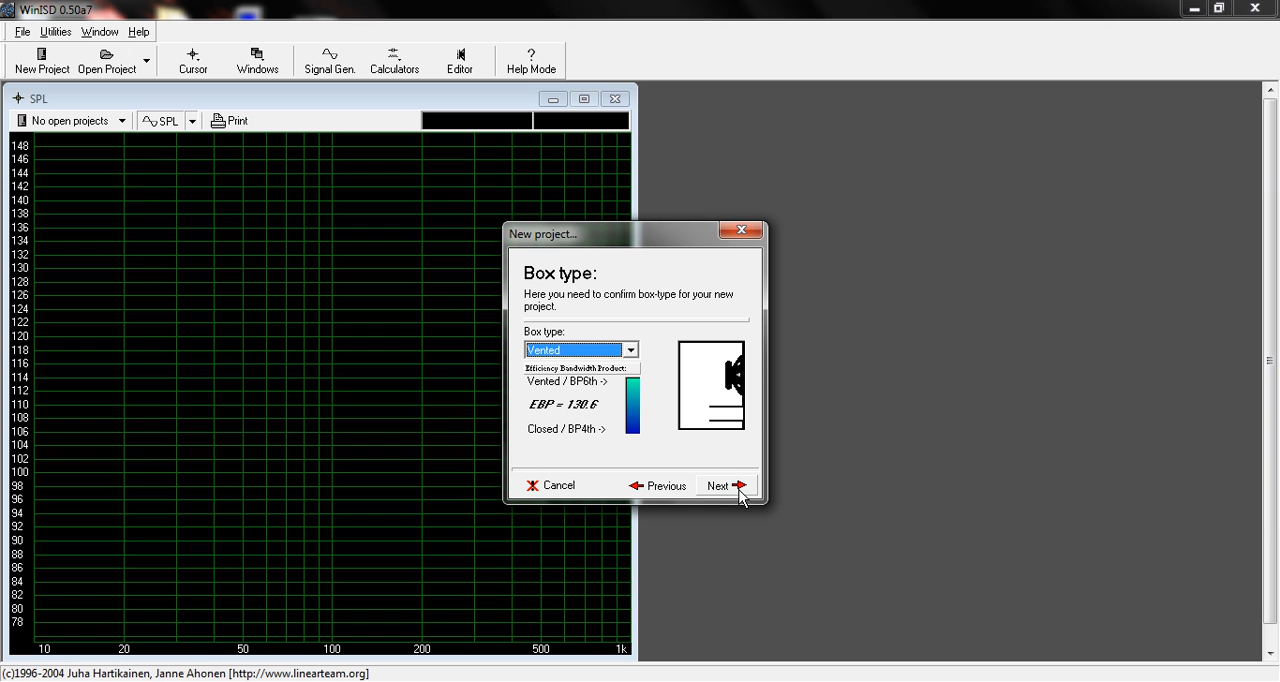 WinISD 0.50a7
File Utilities Window Help
New Project Open Project Cursor Windows Signal Gen. Calculators Editor ? Help Mode
SPL
No open projects SPL Print
148
146
144
142
140
138
136
134
132
130
128
126
124
122
120
118
116
114
112
110
108
106
104
102
100
98
96
94
92
90
88
86
84
82
80
78
10 20 50 100 200 500 1k
New project...
Box type:
Here you need to confirm box-type for your new
project.
Box type:
Vented
Efficiency Bandwidth Product:
Vented / BP6th ->
EBP = 130.6
Closed / BP4th ->
Cancel Previous Next
(c)1996-2004 Juha Hartikainen, Janne Ahonen [http://www.linearteam.org]